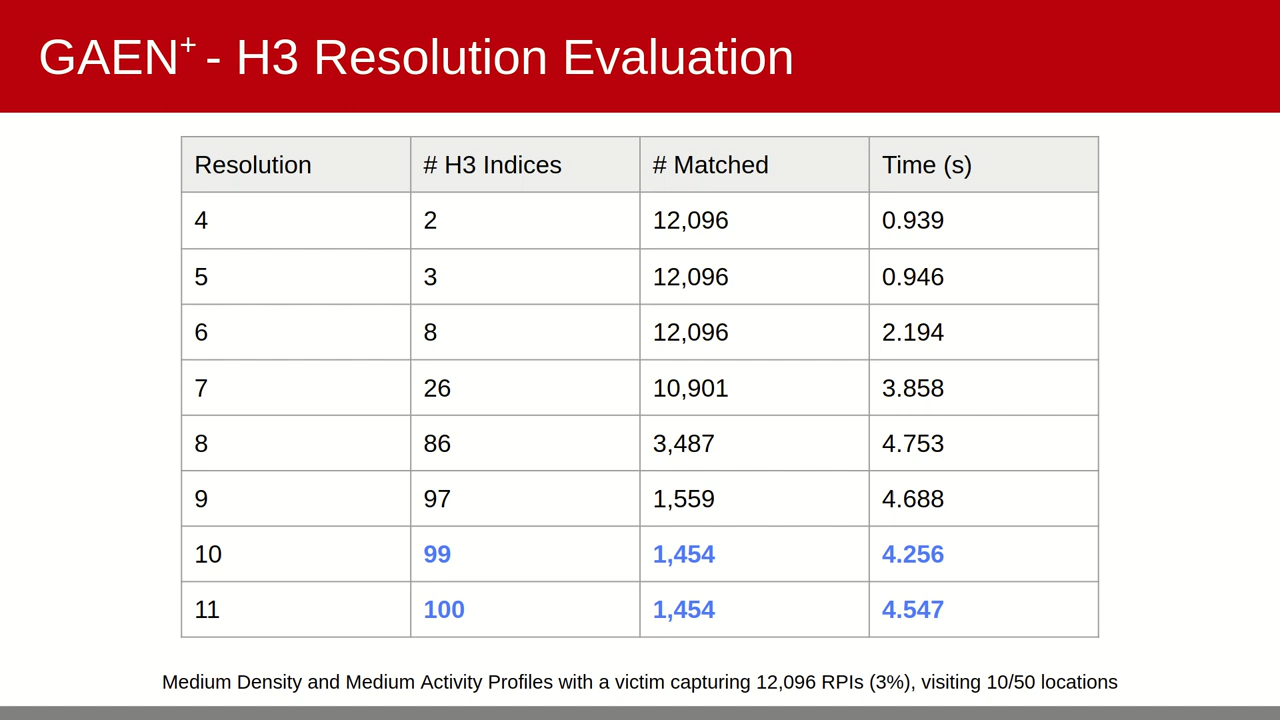 GAEN+ - H3 Resolution Evaluation
Resolution # H3 Indices # Matched Time (s)
4 2 12,096 0.939
5 3 12,096 0.946
6 8 12,096 2.194
7 26 10,901 3.858
8 86 3,487 4.753
9 97 1,559 4.688
10 99 1,454 4.256
11 100 1,454 4.547
Medium Density and Medium Activity Profiles with a victim capturing 12,096 RPIs (3%), visiting 10/50 locations